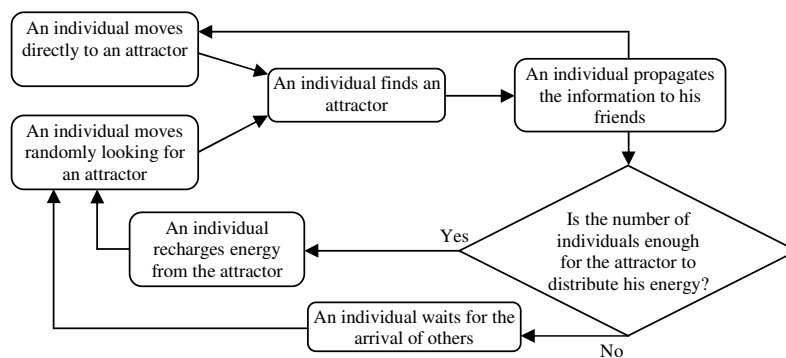 An individual moves
directly to an attractor
An individual finds an
attractor
An individual propagates
the information to his
friends
An individual moves
randomly looking for
an attractor
Is the number of
individuals enough
for the attractor to
distribute his energy?
Yes
An individual
recharges energy
from the attractor
An individual waits for the
arrival of others
No